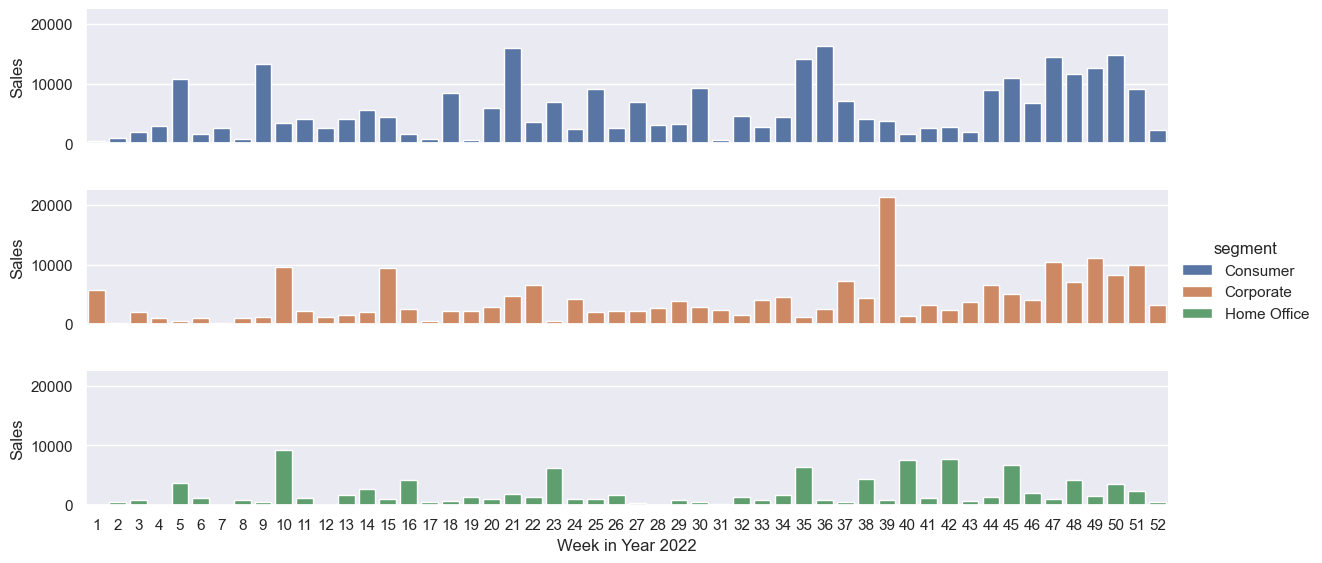 20000
10000
0
Sales
20000
10000
0
Sales
segment
Consumer
Corporate
Home Office
20000
10000
0
Sales
1 2 3 4 5 6 7 8 9 10 11 12 13 14 15 16 17 18 19 20 21 22 23 24 25 26 27 28 29 30 31 32 33 34 35 36 37 38 39 40 41 42 43 44 45 46 47 48 49 50 51 52
Week in Year 2022